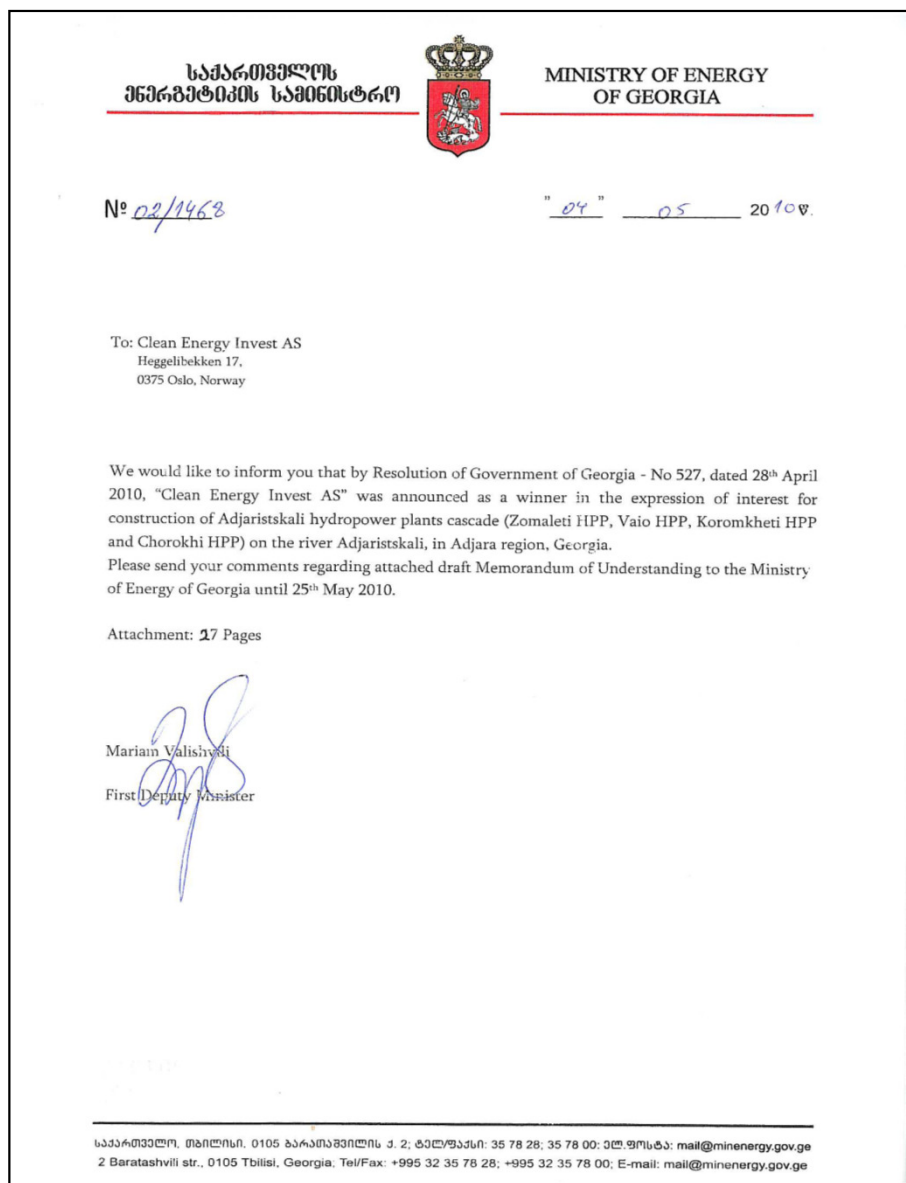 საქართველოს
ენერგეტიკის სამინისტრო
MINISTRY OF ENERGY
OF GEORGIA
№ 02/1468
" 04 " 05 2010 წ.
To: Clean Energy Invest AS
Heggelibekken 17,
0375 Oslo, Norway
We would like to inform you that by Resolution of Government of Georgia - No 527, dated 28th April
2010, “Clean Energy Invest AS” was announced as a winner in the expression of interest for
construction of Adjaristskali hydropower plants cascade (Zomaleti HPP, Vaio HPP, Koromkheti HPP
and Chorokhi HPP) on the river Adjaristskali, in Adjara region, Georgia.
Please send your comments regarding attached draft Memorandum of Understanding to the Ministry
of Energy of Georgia until 25th May 2010.
Attachment: 27 Pages
Mariam Valishvili
First Deputy Minister
საქართველო, თბილისი, 0105 ბარათაშვილის ქ. 2; ტელ/ფაქსი: 35 78 28; 35 78 00; ელ.ფოსტა: mail@minenergy.gov.ge
2 Baratashvili str., 0105 Tbilisi, Georgia; Tel/Fax: +995 32 35 78 28; +995 32 35 78 00; E-mail: mail@minenergy.gov.ge